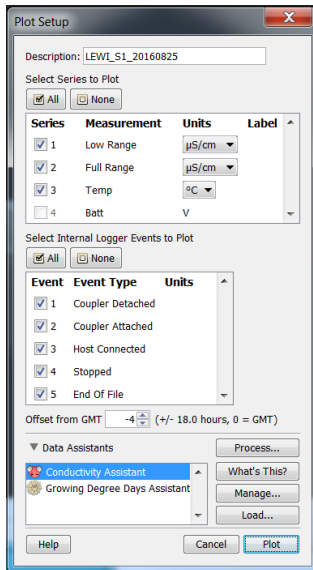 Plot Setup
Description: LEWI_S1_20160825
Select Series to Plot
All None
Series Measurement Units Label
1 Low Range µS/cm
2 Full Range µS/cm
3 Temp ºC
4 Batt V
Select Internal Logger Events to Plot
All None
Event Event Type Units
1 Coupler Detached
2 Coupler Attached
3 Host Connected
4 Stopped
5 End Of File
Offset from GMT -4 (+/- 18.0 hours, 0 = GMT)
Data Assistants Process...
Conductivity Assistant What's This?
Growing Degree Days Assistant Manage...
Load...
Help Cancel Plot